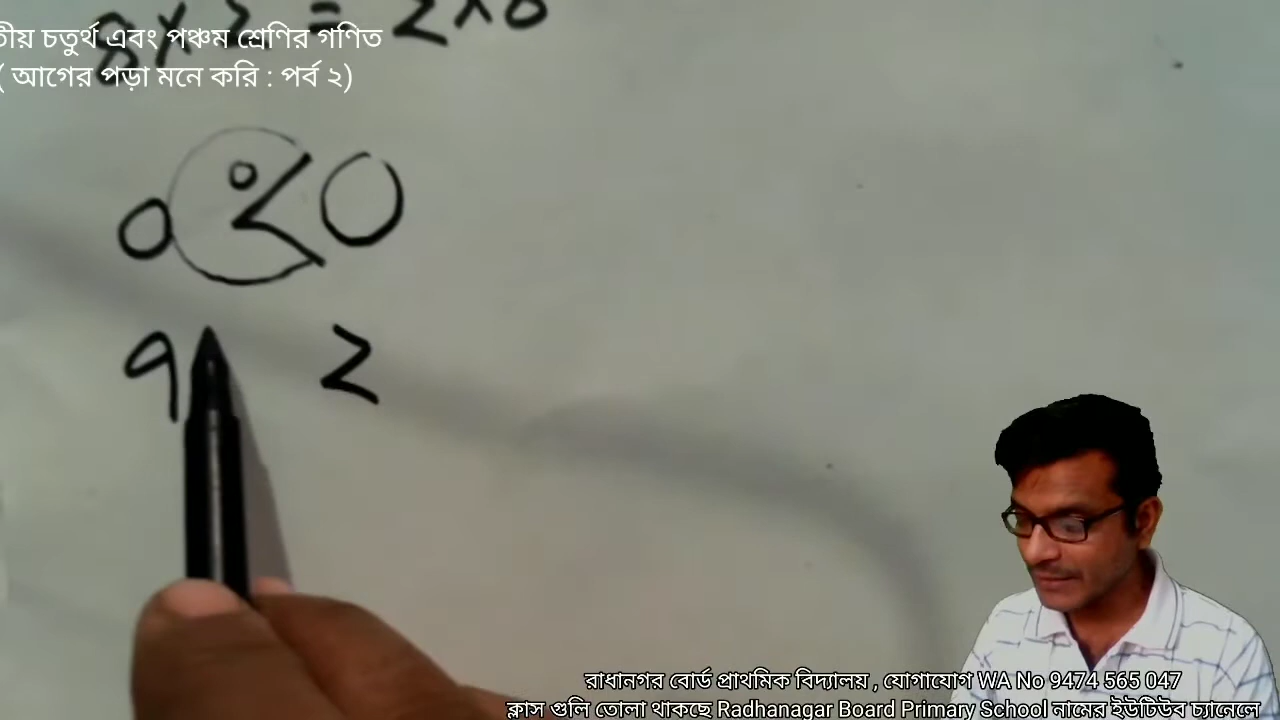 তীয় চতুর্থ এবং পঞ্চম শ্রেণির গণিত
( আগের পড়া মনে করি : পর্ব ২)
০ ০ ০
৭ ২
রাধানগর বোর্ড প্রাথমিক বিদ্যালয় , যোগাযোগ WA No 9474 565 047
ক্লাস গুলি তোলা থাকছে Radhanagar Board Primary School নামের ইউটিউব চ্যানেলে